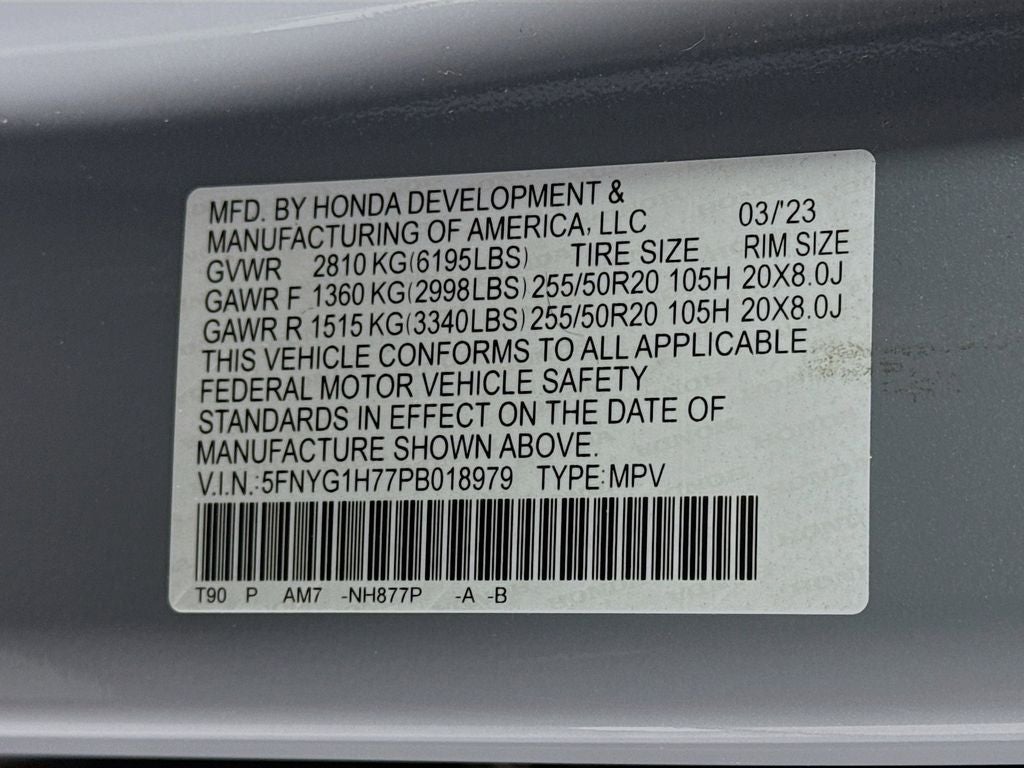 MFD. BY HONDA DEVELOPMENT &
MANUFACTURING OF AMERICA, LLC 03/'23
GVWR 2810 KG(6195LBS) TIRE SIZE RIM SIZE
GAWR F 1360 KG(2998LBS) 255/50R20 105H 20X8.0J
GAWR R 1515 KG(3340LBS) 255/50R20 105H 20X8.0J
THIS VEHICLE CONFORMS TO ALL APPLICABLE
FEDERAL MOTOR VEHICLE SAFETY
STANDARDS IN EFFECT ON THE DATE OF
MANUFACTURE SHOWN ABOVE.
V.I.N.:5FNYG1H77PB018979 TYPE:MPV
T90 P AM7 -NH877P -A -B